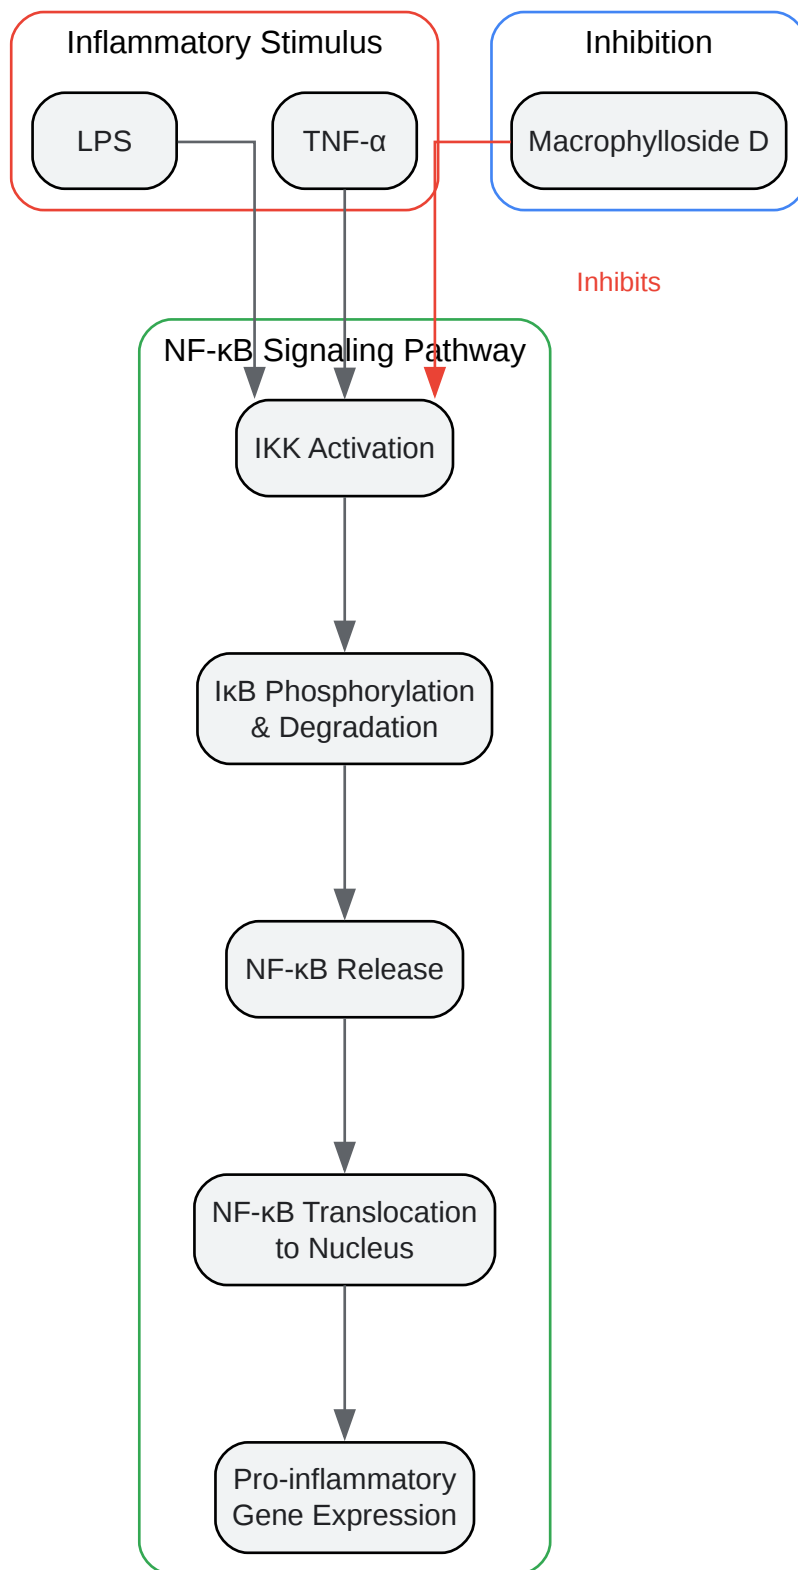 Inflammatory Stimulus
Inhibition
LPS
TNF-α
Macrophylloside D
Inhibits
NF-κB Signaling Pathway
IKK Activation
IκB Phosphorylation
& Degradation
NF-κB Release
NF-κB Translocation
to Nucleus
Pro-inflammatory
Gene Expression